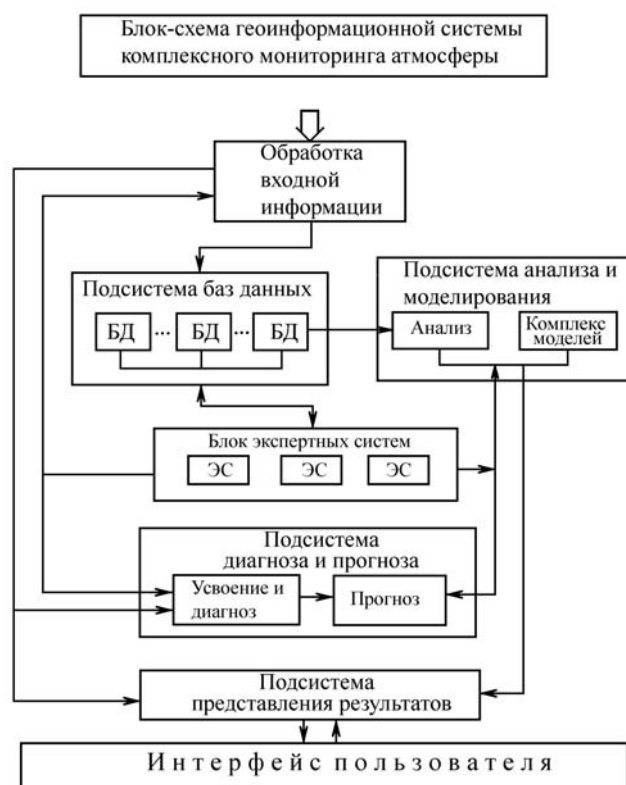 Блок-схема геоинформационной системы
комплексного мониторинга атмосферы
Обработка
входной
информации
Подсистема баз данных
БД ... БД ... БД
Подсистема анализа и
моделирования
Анализ
Комплекс
моделей
Блок экспертных систем
ЭС ЭС ЭС
Подсистема
диагноза и прогноза
Усвоение и
диагноз
Прогноз
Подсистема
представления результатов
Интерфейс пользователя